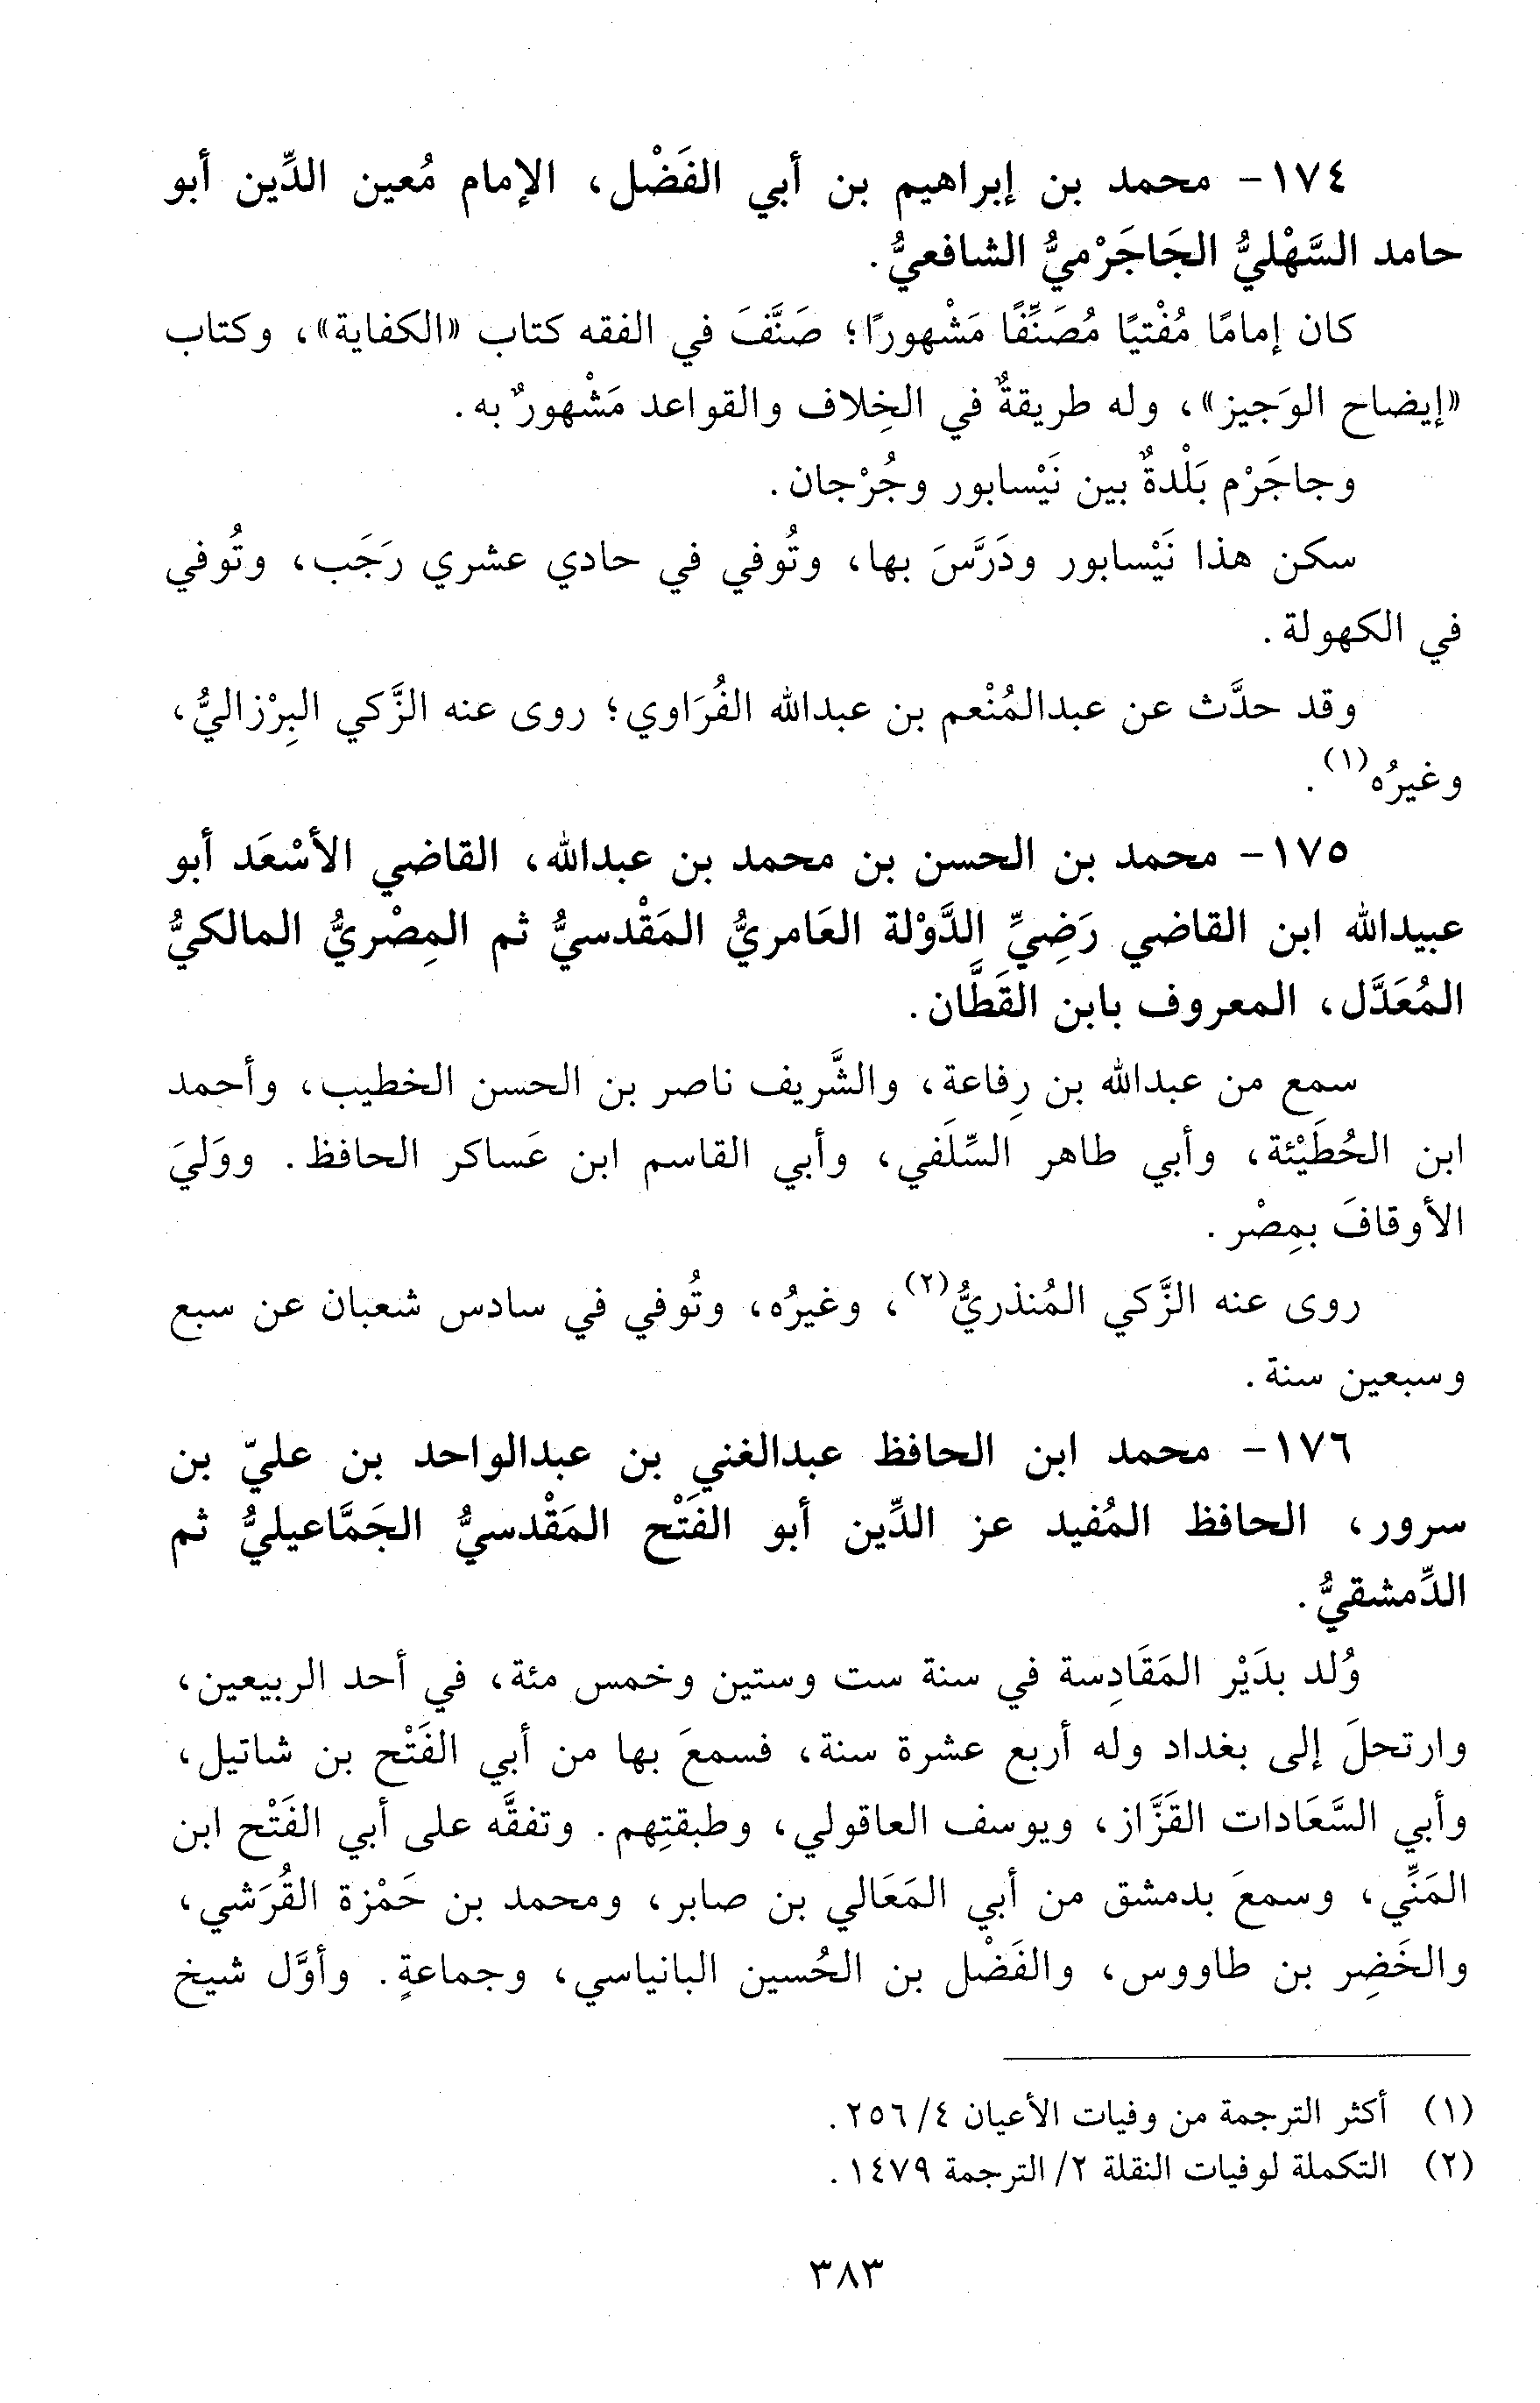 ١٧٤- محمد بن إبراهيم بن أبي الفَضْل، الإمام مُعين الدِّين أبو
حامد السَّهْليُّ الجَاجَرْميُّ الشافعيُّ.
كان إمامًا مُفْتيًا مُصَنِّفًا مَشْهورًا؛ صَنَّفَ في الفقه كتاب «الكفاية»، وكتاب
«إيضاح الوَجيز»، وله طريقةٌ في الخِلاف والقواعد مَشْهورٌ به.
وجاجَرْم بَلْدةٌ بين نَيْسابور وجُرْجان.
سكن هذا نَيْسابور ودَرَّسَ بها، وتُوفي في حادي عشري رَجَب، وتُوفي
في الكهولة.
وقد حدَّث عن عبدالمُنْعم بن عبدالله الفُرَاوي؛ روى عنه الزَّكي البِرْزاليُّ،
وغيرُه(١).
١٧٥- محمد بن الحسن بن محمد بن عبدالله، القاضي الأسْعَد أبو
عبيدالله ابن القاضي رَضِيِّ الدَّوْلة العَامريُّ المَقْدسيُّ ثم المِصْريُّ المالكيُّ
المُعَدَّل، المعروف بابن القَطَّان.
سمع من عبدالله بن رِفاعة، والشَّريف ناصر بن الحسن الخطيب، وأحمد
ابن الحُطَيْئة، وأبي طاهر السِّلَفي، وأبي القاسم ابن عَساكر الحافظ. ووَليَ
الأوقافَ بمِصْر.
روى عنه الزَّكي المُنذريُّ(٢)، وغيرُه، وتُوفي في سادس شعبان عن سبع
وسبعين سنة.
١٧٦- محمد ابن الحافظ عبدالغني بن عبدالواحد بن عليّ بن
سرور، الحافظ المُفيد عز الدِّين أبو الفَتْح المَقْدسيُّ الجَمَّاعيليُّ ثم
الدِّمشقيُّ.
وُلد بدَيْر المَقَادِسة في سنة ست وستين وخمس مئة، في أحد الربيعين،
وارتحلَ إلى بغداد وله أربع عشرة سنة، فسمعَ بها من أبي الفَتْح بن شاتيل،
وأبي السَّعَادات القَزَّاز، ويوسف العاقولي، وطبقتِهم. وتفقَّه على أبي الفَتْح ابن
المَنِّي، وسمعَ بدمشق من أبي المَعَالي بن صابر، ومحمد بن حَمْزة القُرَشي،
والخَضِر بن طاووس، والفَضْل بن الحُسين البانياسي، وجماعةٍ. وأوَّل شيخ
(١) أكثر الترجمة من وفيات الأعيان ٤/ ٢٥٦.
(٢) التكملة لوفيات النقلة ٢/ الترجمة ١٤٧٩.
٣٨٣